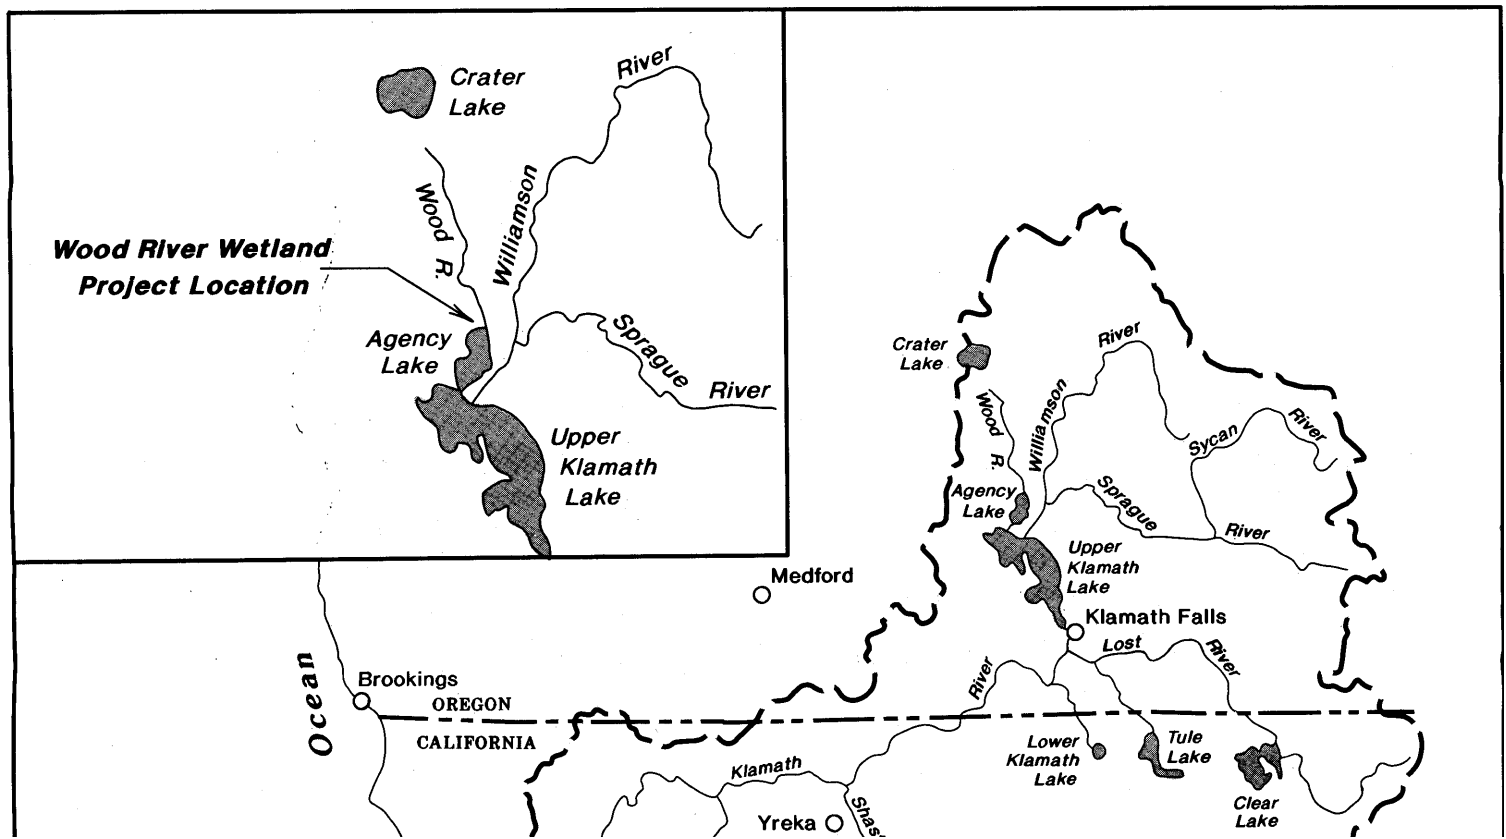 Crater
Lake
River
Wood R.
Williamson
Wood River Wetland
Project Location
Agency
Lake
Sprague
River
Upper
Klamath
Lake
River
Crater
Lake
Wood R.
Williamson
Sycan
River
Agency
Lake
Sprague
River
Upper
Klamath
Lake
Medford
Klamath Falls
Lost
River
River
Ocean
Brookings
OREGON
CALIFORNIA
Lower
Klamath
Lake
Tule
Lake
Klamath
Clear
Lake
Yreka